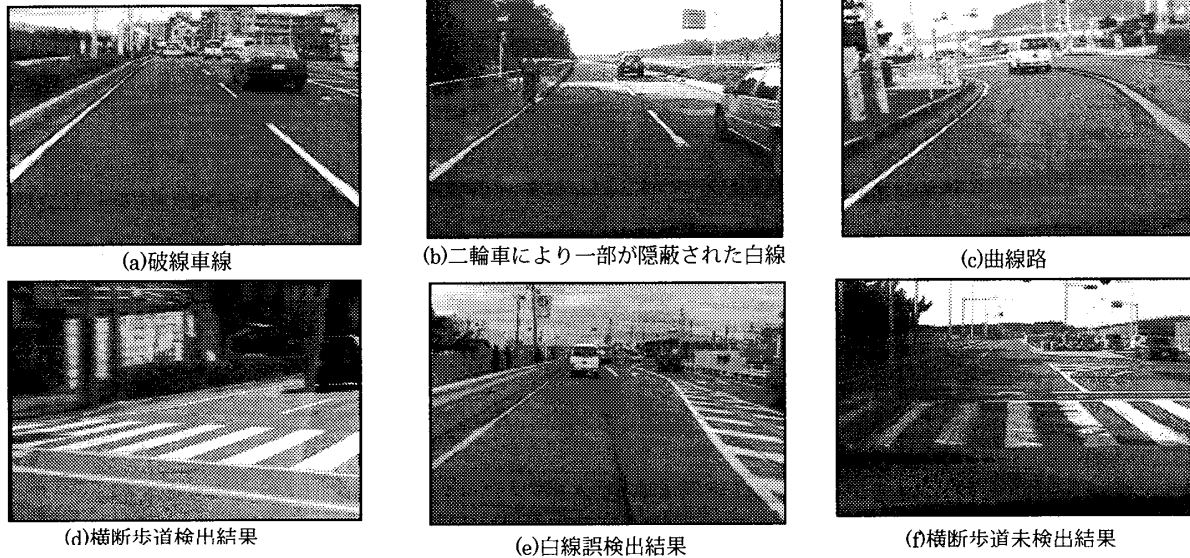 (a)破線車線
(b)二輪車により一部が隠蔽された白線
(c)曲線路
(d)横断歩道検出結果
(e)白線誤検出結果
(f)横断歩道未検出結果